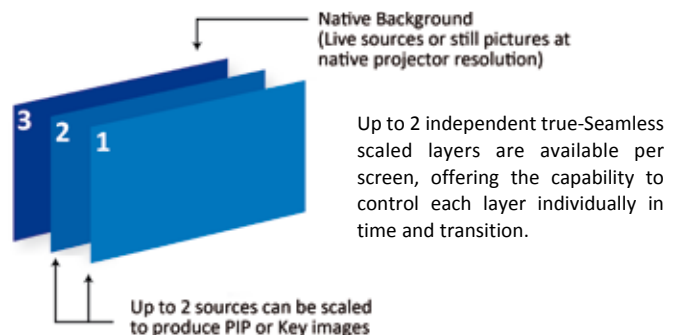 Native Background
(Live sources or still pictures at
native projector resolution)
3
2
1
Up to 2 independent true-Seamless
scaled layers are available per
screen, offering the capability to
control each layer individually in
time and transition.
Up to 2 sources can be scaled
to produce PIP or Key images